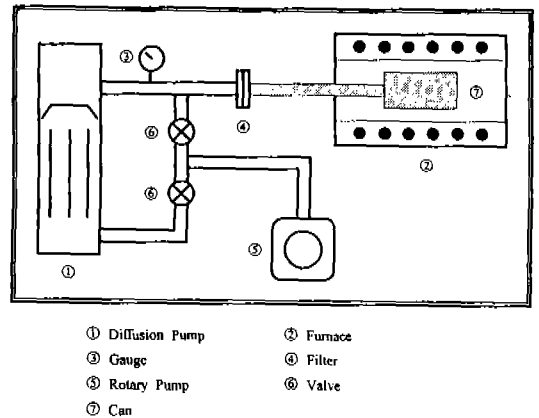 ③
⑦
⑥
④
②
⑥
⑤
①
① Diffusion Pump ② Furnace
③ Gauge ④ Filter
⑤ Rotary Pump ⑥ Valve
⑦ Can